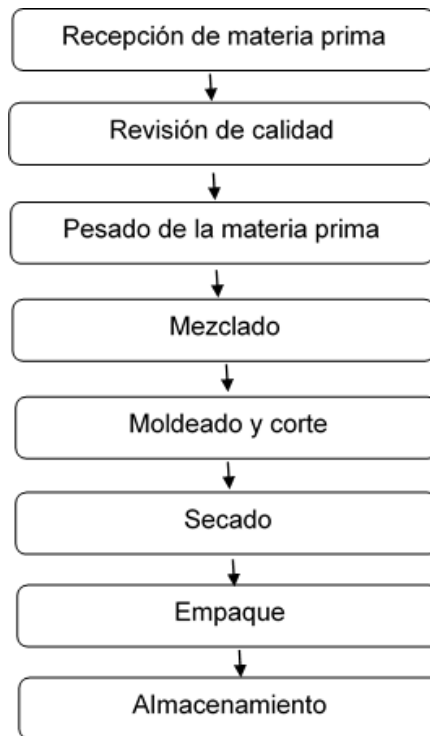 Recepción de materia prima
Revisión de calidad
Pesado de la materia prima
Mezclado
Moldeado y corte
Secado
Empaque
Almacenamiento